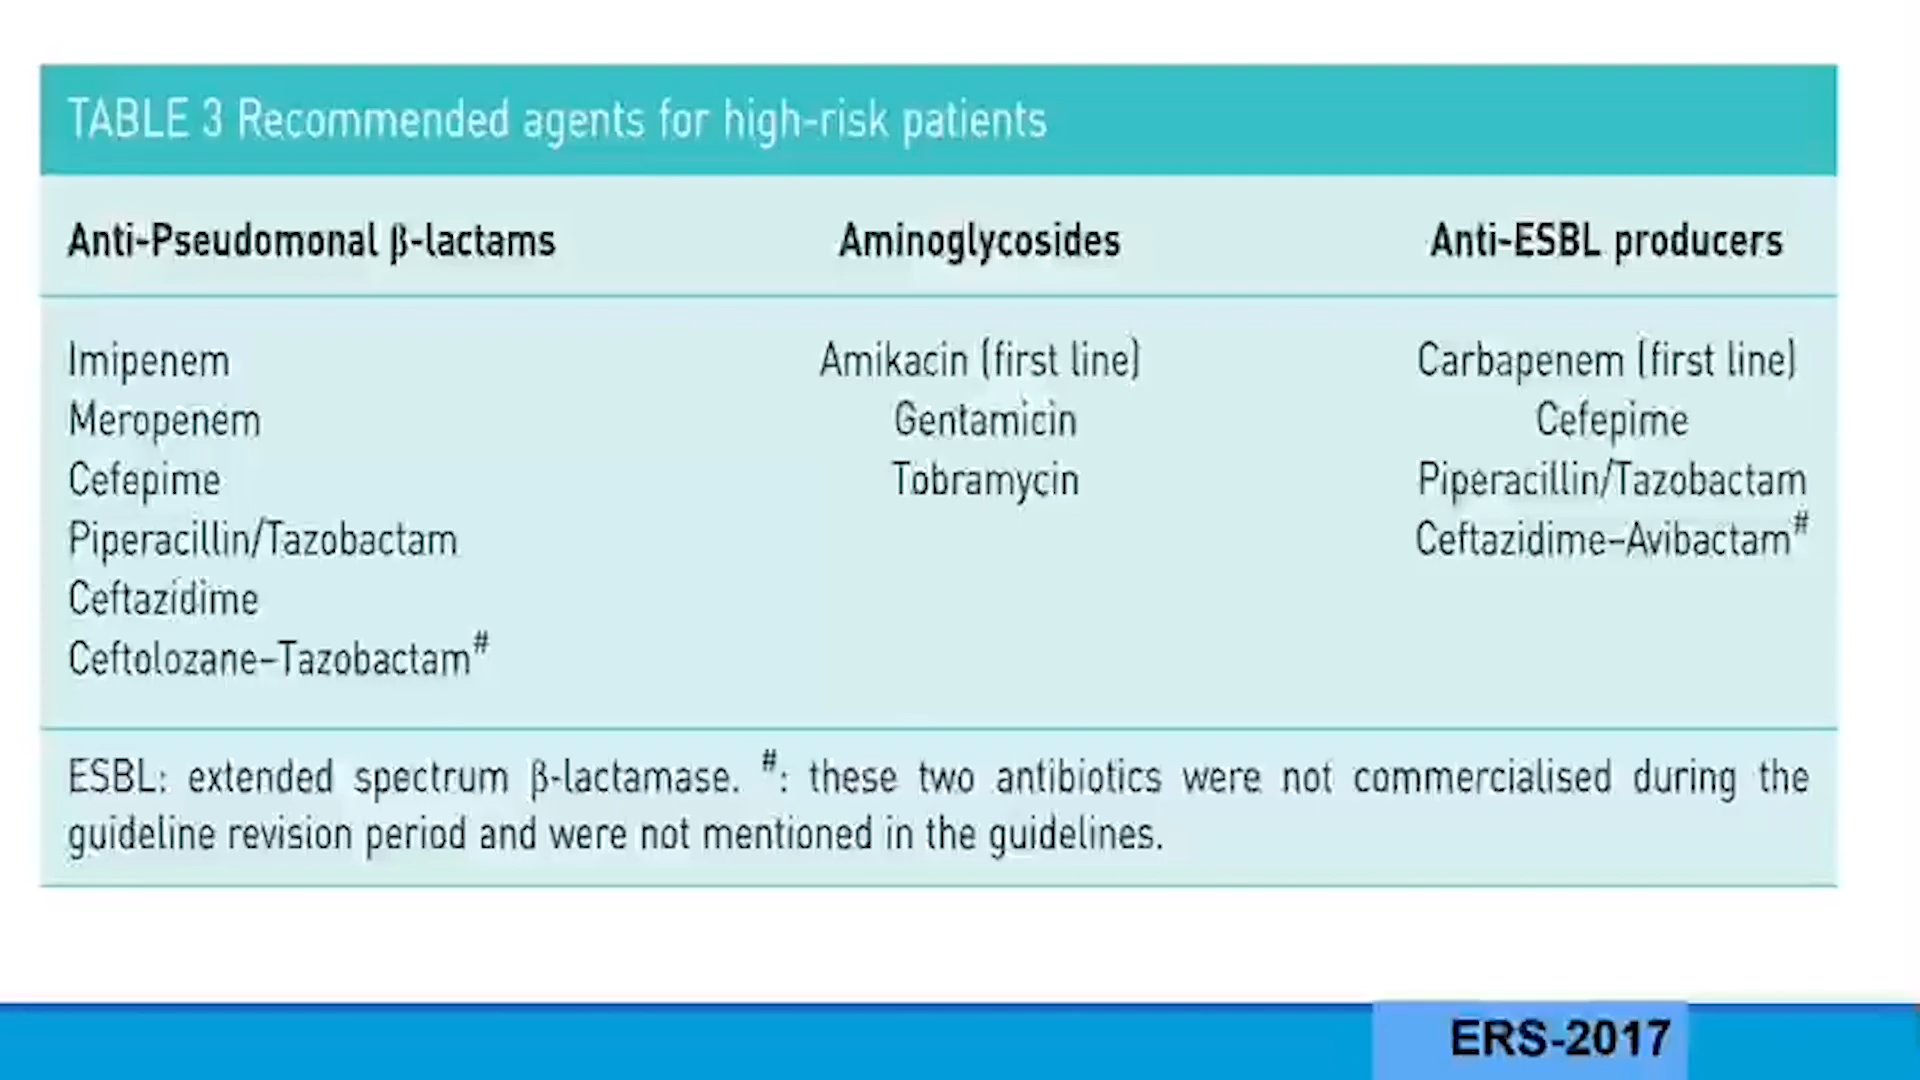 TABLE 3 Recommended agents for high-risk patients
Anti-Pseudomonal β-lactams Aminoglycosides Anti-ESBL producers
Imipenem Amikacin (first line) Carbapenem (first line)
Meropenem Gentamicin Cefepime
Cefepime Tobramycin Piperacillin/Tazobactam
Piperacillin/Tazobactam Ceftazidime–Avibactam#
Ceftazidime
Ceftolozane–Tazobactam#
ESBL: extended spectrum β-lactamase. #: these two antibiotics were not commercialised during the
guideline revision period and were not mentioned in the guidelines.
ERS-2017